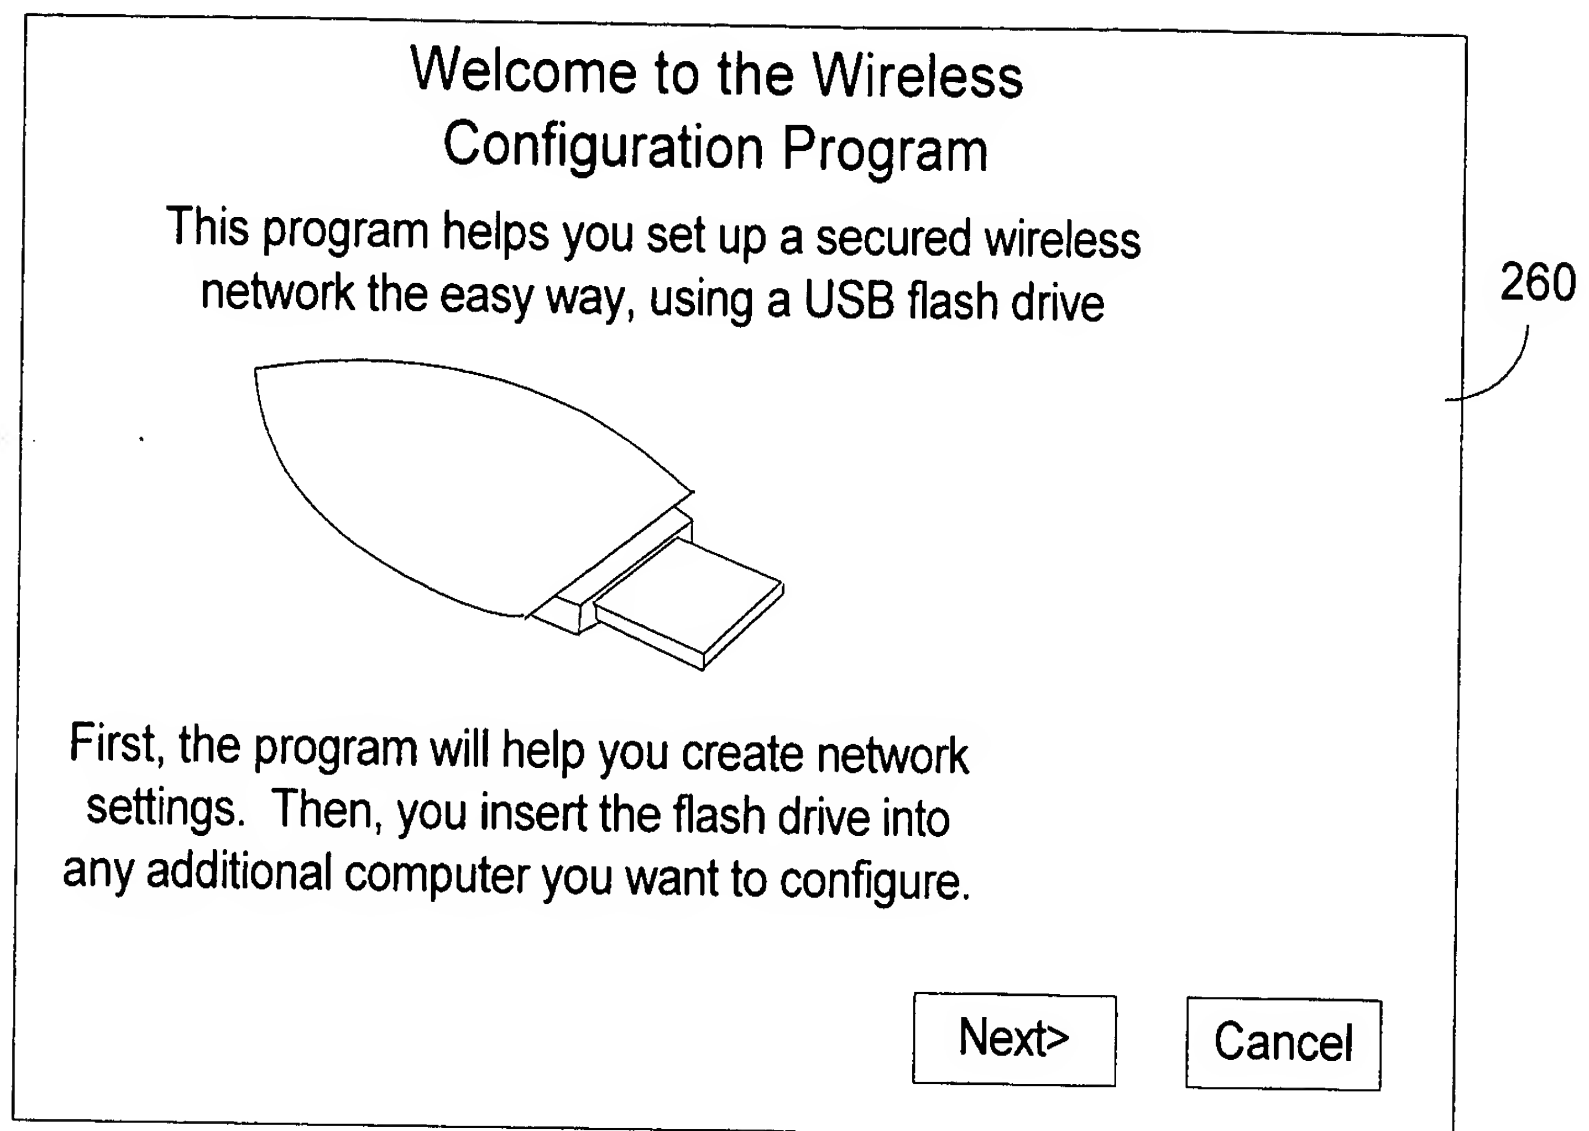 Welcome to the Wireless
Configuration Program
This program helps you set up a secured wireless
network the easy way, using a USB flash drive
260
First, the program will help you create network
settings.  Then, you insert the flash drive into
any additional computer you want to configure.
Next>
Cancel